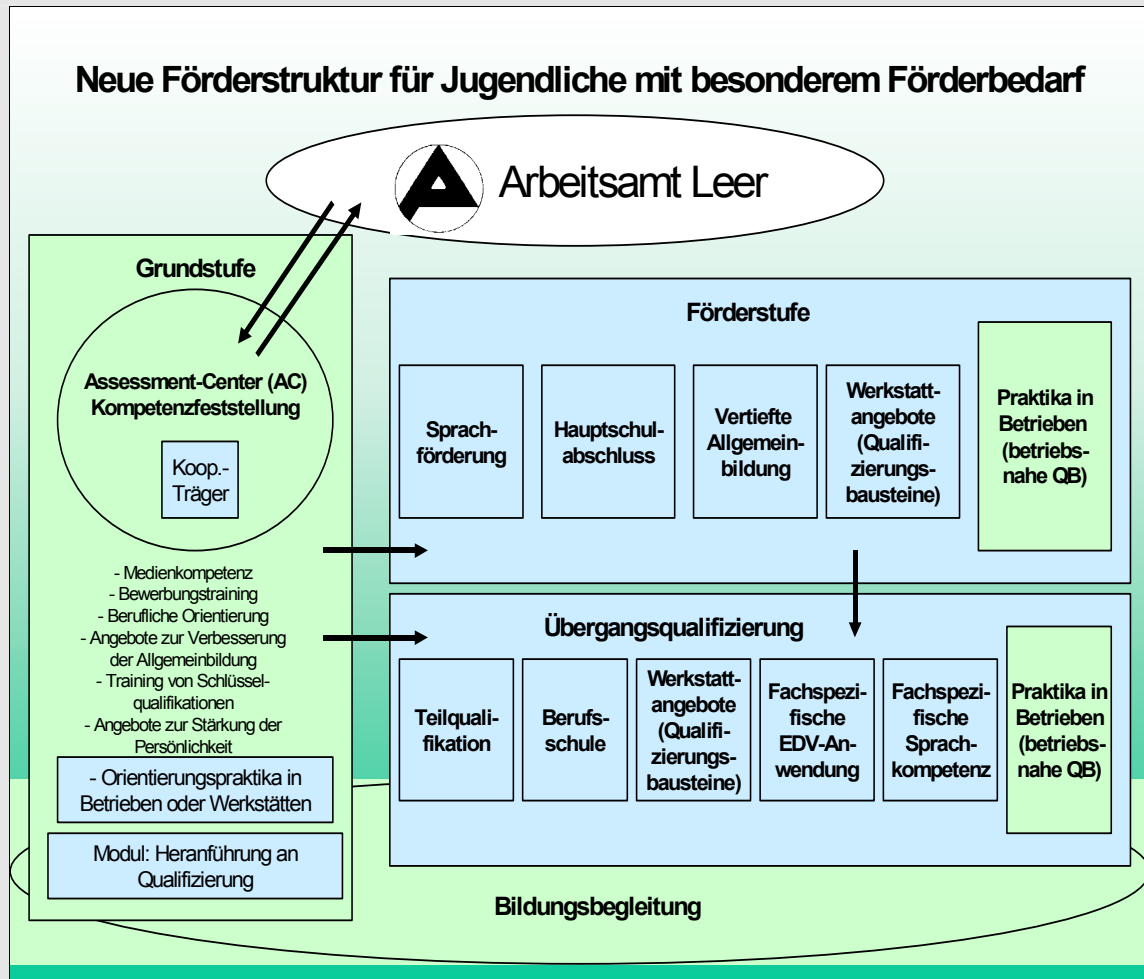 Neue Förderstruktur für Jugendliche mit besonderem Förderbedarf
Arbeitsamt Leer
Grundstufe
Assessment-Center (AC)
Kompetenzfeststellung
Koop.-
Träger
- Medienkompetenz
- Bewerbungstraining
- Berufliche Orientierung
- Angebote zur Verbesserung
der Allgemeinbildung
- Training von Schlüssel-
qualifikationen
- Angebote zur Stärkung der
Persönlichkeit
- Orientierungspraktika in
Betrieben oder Werkstätten
Modul: Heranführung an
Qualifizierung
Förderstufe
Sprach-
förderung
Hauptschul-
abschluss
Vertiefte
Allgemein-
bildung
Werkstatt-
angebote
(Qualifi-
zierungs-
bausteine)
Praktika in
Betrieben
(betriebs-
nahe QB)
Übergangsqualifizierung
Teilquali-
fikation
Berufs-
schule
Werkstatt-
angebote
(Qualifi-
zierungs-
bausteine)
Fachspezi-
fische
EDV-An-
wendung
Fachspezi-
fische
Sprach-
kompetenz
Praktika in
Betrieben
(betriebs-
nahe QB)
Bildungsbegleitung